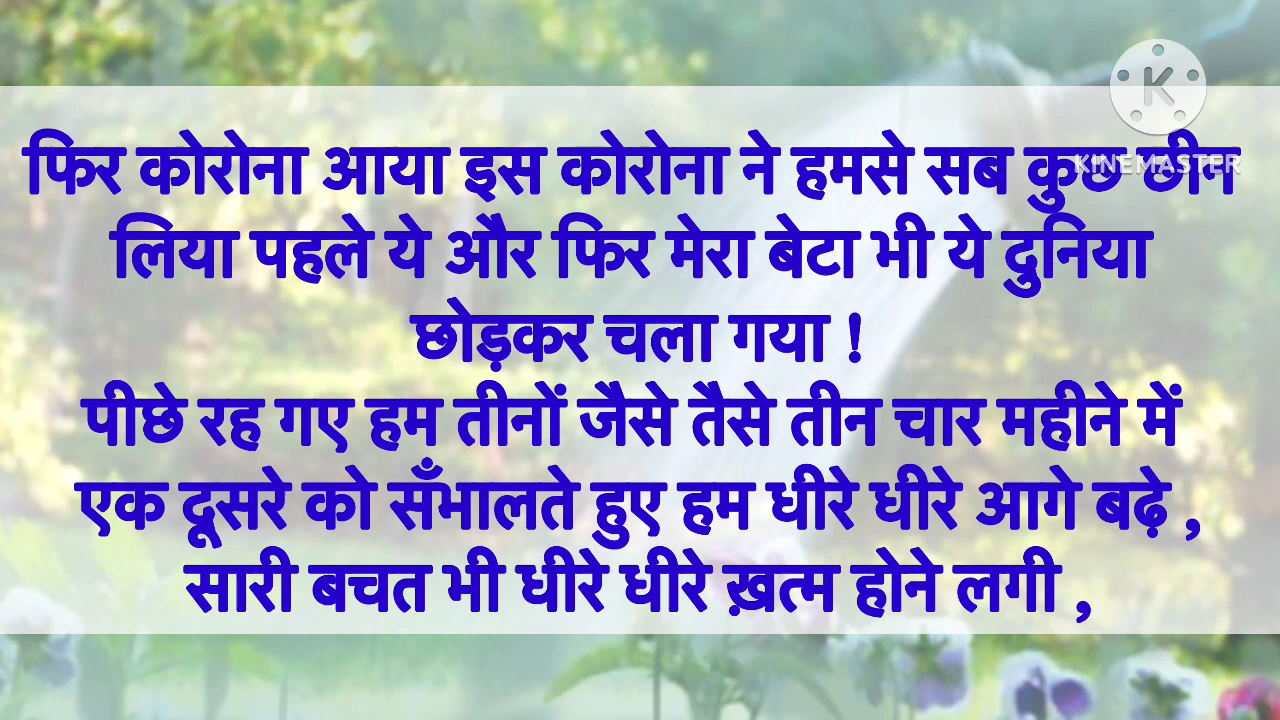 फिर कोरोना आया इस कोरोना ने हमसे सब कुछ छीन
लिया पहले ये और फिर मेरा बेटा भी ये दुनिया
छोड़कर चला गया !
पीछे रह गए हम तीनों जैसे तैसे तीन चार महीने में
एक दूसरे को सँभालते हुए हम धीरे धीरे आगे बढ़े ,
सारी बचत भी धीरे धीरे ख़त्म होने लगी ,
K
KINEMASTER